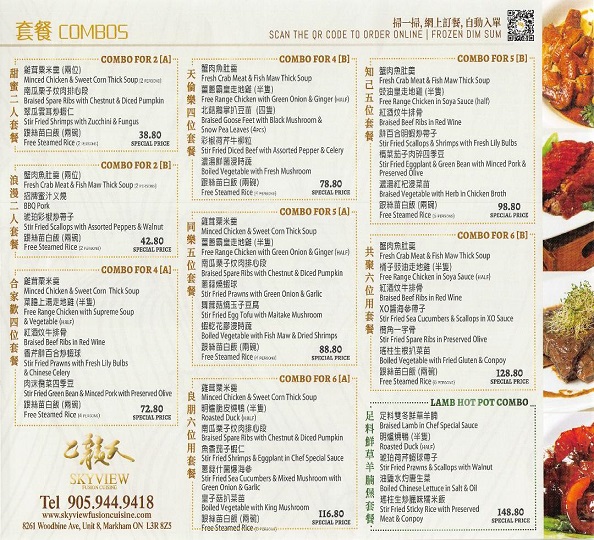 套餐 COMBOS
掃一掃,網上訂餐,自動入單
SCAN THE QR CODE TO ORDER ONLINE | FROZEN DIM SUM
甜蜜二人套餐
COMBO FOR 2 [A]
雞茸粟米羹 (兩位)
Minced Chicken & Sweet Corn Thick Soup (2 PERSONS)
南瓜栗子炆肉排心段
Braised Spare Ribs with Chestnut & Diced Pumpkin
翠瓜雲耳炒蝦仁
Stir Fried Shrimps with Zucchini & Fungus
跟絲苗白飯 (兩碗)
Free Steamed Rice (2 PERSONS)
38.80
SPECIAL PRICE
浪漫二人套餐
COMBO FOR 2 [B]
蟹肉魚肚羹 (兩位)
Fresh Crab Meat & Fish Maw Thick Soup (2 PERSONS)
招牌蜜汁叉燒
BBQ Pork
琥珀彩椒炒帶子
Stir Fried Scallops with Assorted Peppers & Walnut
跟絲苗白飯 (兩碗)
Free Steamed Rice (2 PERSONS)
42.80
SPECIAL PRICE
合家歡四位套餐
COMBO FOR 4 [A]
雞茸粟米羹
Minced Chicken & Sweet Corn Thick Soup
菜膽上湯走地雞 (半隻)
Free Range Chicken with Supreme Soup
& Vegetable (HALF)
紅酒炆牛排骨
Braised Beef Ribs in Red Wine
香芹鮮百合炒蝦球
Stir Fried Prawns with Fresh Lily Bulbs
& Chinese Celery
肉沫欖菜四季豆
Stir Fried Green Bean & Minced Pork with Preserved Olive
跟絲苗白飯 (兩碗)
Free Steamed Rice (4 PERSONS)
72.80
SPECIAL PRICE
SKYVIEW
FUSION CUISINE
Tel 905.944.9418
www.skyviewfusioncuisine.com
8261 Woodbine Ave, Unit 8, Markham ON L3R 8Z5
天倫樂四位套餐
COMBO FOR 4 [B]
蟹肉魚肚羹
Fresh Crab Meat & Fish Maw Thick Soup
薑蔥霸皇走地雞 (半隻)
Free Range Chicken with Green Onion & Ginger (HALF)
北菇鵝掌扒豆苗 (四隻)
Braised Goose Feet with Black Mushroom &
Snow Pea Leaves (4PCS)
彩椒荷芹牛柳粒
Stir Fried Diced Beef with Assorted Pepper & Celery
濃湯鮮菌浸時蔬
Boiled Vegetable with Fresh Mushroom
跟絲苗白飯 (兩碗)
Free Steamed Rice (4 PERSONS)
78.80
SPECIAL PRICE
同樂五位套餐
COMBO FOR 5 [A]
雞茸粟米羹
Minced Chicken & Sweet Corn Thick Soup
薑蔥霸皇走地雞 (半隻)
Free Range Chicken with Green Onion & Ginger (HALF)
南瓜栗子炆肉排心段
Braised Spare Ribs with Chestnut & Diced Pumpkin
薑蔥燒蝦球
Stir Fried Prawns with Green Onion & Garlic
舞茸菇燒玉子豆腐
Stir Fried Egg Tofu with Maitake Mushroom
蝦乾花膠浸時蔬
Boiled Vegetable with Fish Maw & Dried Shrimps
跟絲苗白飯 (兩碗)
Free Steamed Rice (5 PERSONS)
88.80
SPECIAL PRICE
良朋六位用套餐
COMBO FOR 6 [A]
雞茸粟米羹
Minced Chicken & Sweet Corn Thick Soup
明爐脆皮燒鴨 (半隻)
Roasted Duck (HALF)
南瓜栗子炆肉排心段
Braised Spare Ribs with Chestnut & Diced Pumpkin
魚香茄子蝦仁
Stir Fried Shrimps & Eggplant in Chef Special Sauce
蔥綠什菌爆海參
Stir Fried Sea Cucumbers & Mixed Mushroom with
Green Onion & Garlic
皇子菇扒菜苗
Boiled Vegetable with King Mushroom
跟絲苗白飯 (兩碗)
Free Steamed Rice (6 PERSONS)
116.80
SPECIAL PRICE
知己五位套餐
COMBO FOR 5 [B]
蟹肉魚肚羹
Fresh Crab Meat & Fish Maw Thick Soup
豉油皇走地雞 (半隻)
Free Range Chicken in Soya Sauce (half)
紅酒炆牛排骨
Braised Beef Ribs in Red Wine
鮮百合明蝦炒帶子
Stir Fried Scallops & Shrimps with Fresh Lily Bulbs
欖菜茄子肉碎四季豆
Stir Fried Eggplant & Green Bean with Minced Pork &
Preserved Olive
濃湯紅杞浸菜苗
Braised Vegetable with Herb in Chicken Broth
跟絲苗白飯 (兩碗)
Free Steamed Rice (5 PERSONS)
98.80
SPECIAL PRICE
共樂六位用套餐
COMBO FOR 6 [B]
蟹肉魚肚羹
Fresh Crab Meat & Fish Maw Thick Soup
桶子豉油走地雞 (半隻)
Free Range Chicken in Soya Sauce (HALF)
紅酒炆牛排骨
Braised Beef Ribs in Red Wine
XO醬海參帶子
Stir Fried Sea Cucumbers & Scallops in XO Sauce
欖角一字骨
Stir Fried Spare Ribs in Preserved Olive
瑤柱生根扒菜苗
Boiled Vegetable with Fried Gluten & Conpoy
跟絲苗白飯 (兩碗)
Free Steamed Rice (6 PERSONS)
128.80
SPECIAL PRICE
足料鮮草羊腩煲套餐
LAMB HOT POT COMBO
足料雙冬鮮草羊腩
Braised Lamb in Chef Special Sauce
明爐燒鴨 (半隻)
Roasted Duck (HALF)
琥珀荷芹蝦球帶子
Stir Fried Prawns & Scallops with Walnut
油鹽水灼唐生菜
Boiled Chinese Lettuce in Salt & Oil
瑤柱生炒臘味糯米飯
Stir Fried Sticky Rice with Preserved
Meat & Conpoy
148.80
SPECIAL PRICE